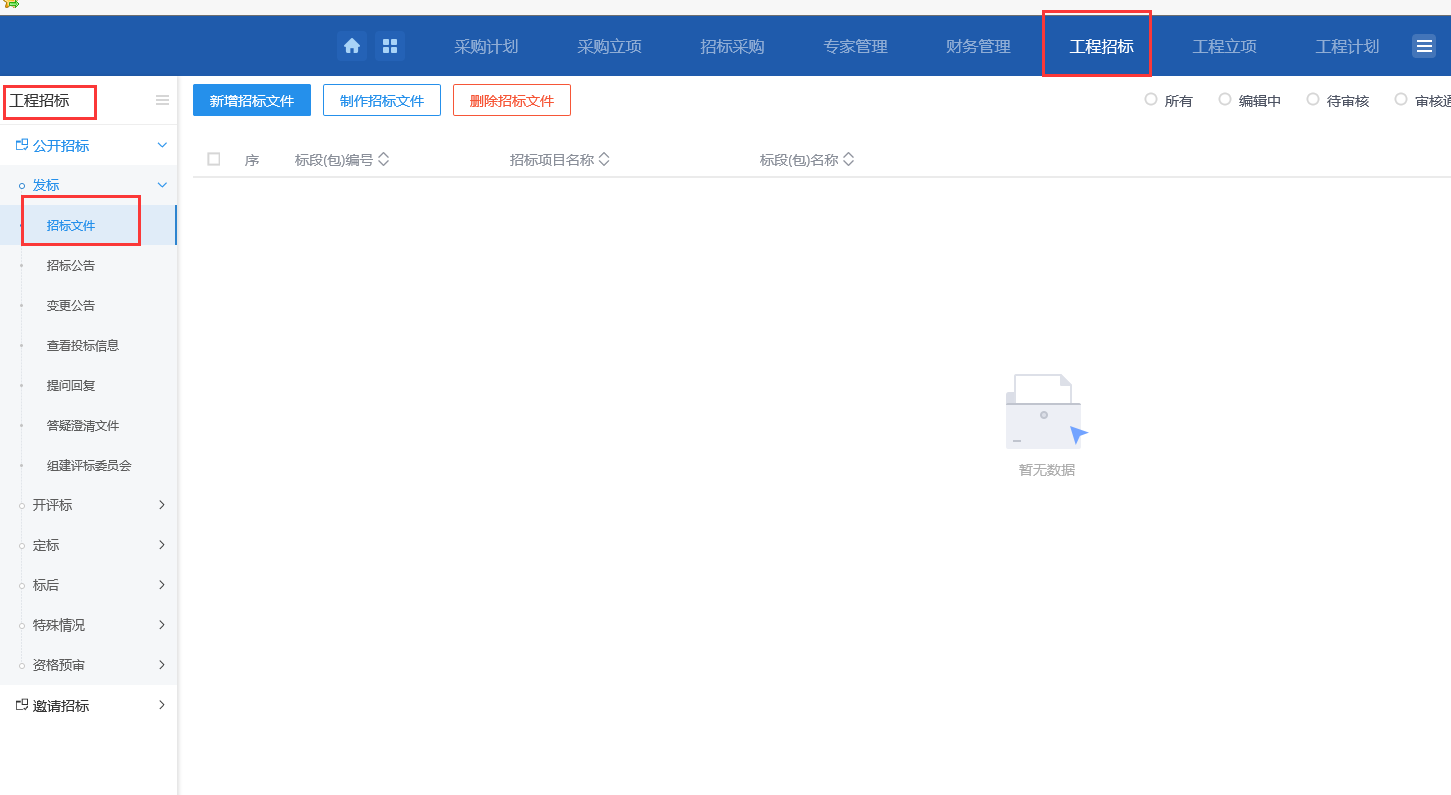 采购计划 采购立项 招标采购 专家管理 财务管理 工程招标 工程立项 工程计划
工程招标
新增招标文件 制作招标文件 删除招标文件
所有 编辑中 待审核 审核通
公开招标
序 标段(包)编号 招标项目名称 标段(包)名称
发标
招标文件
招标公告
变更公告
查看投标信息
提问回复
答疑澄清文件
组建评标委员会
开评标
定标
标后
特殊情况
资格预审
邀请招标
暂无数据